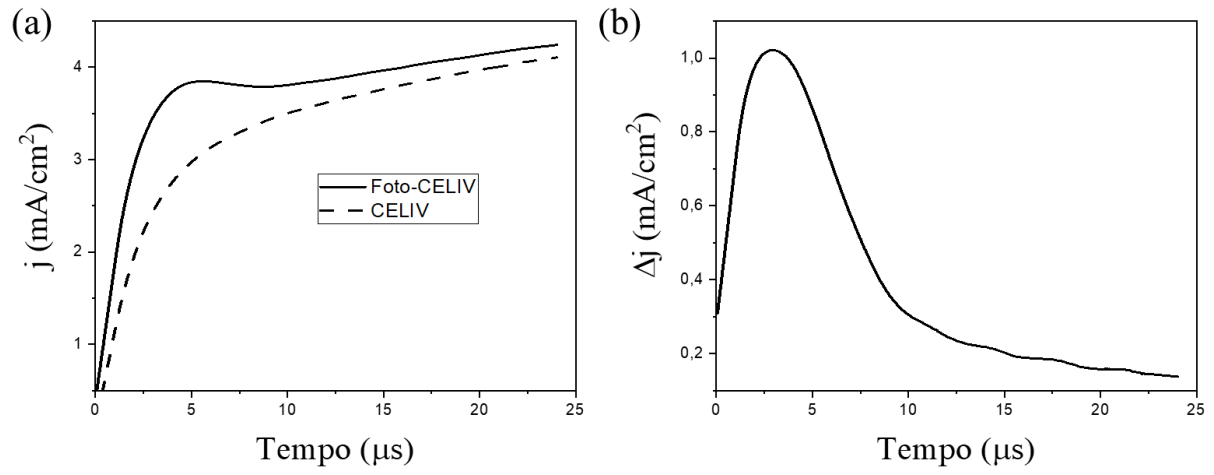 (a)
j (mA/cm²)
4
3
2
1
Foto-CELIV
CELIV
0 5 10 15 20 25
Tempo (μs)
(b)
Δj (mA/cm²)
1,0
0,8
0,6
0,4
0,2
0 5 10 15 20 25
Tempo (μs)